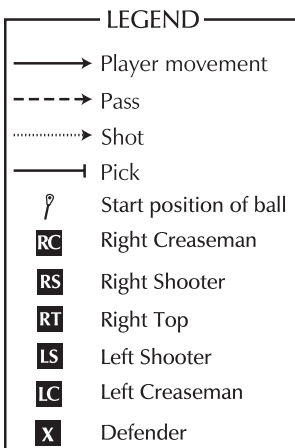 LEGEND
Player movement
Pass
Shot
Pick
Start position of ball
RC Right Creaseman
RS Right Shooter
RT Right Top
LS Left Shooter
LC Left Creaseman
X Defender